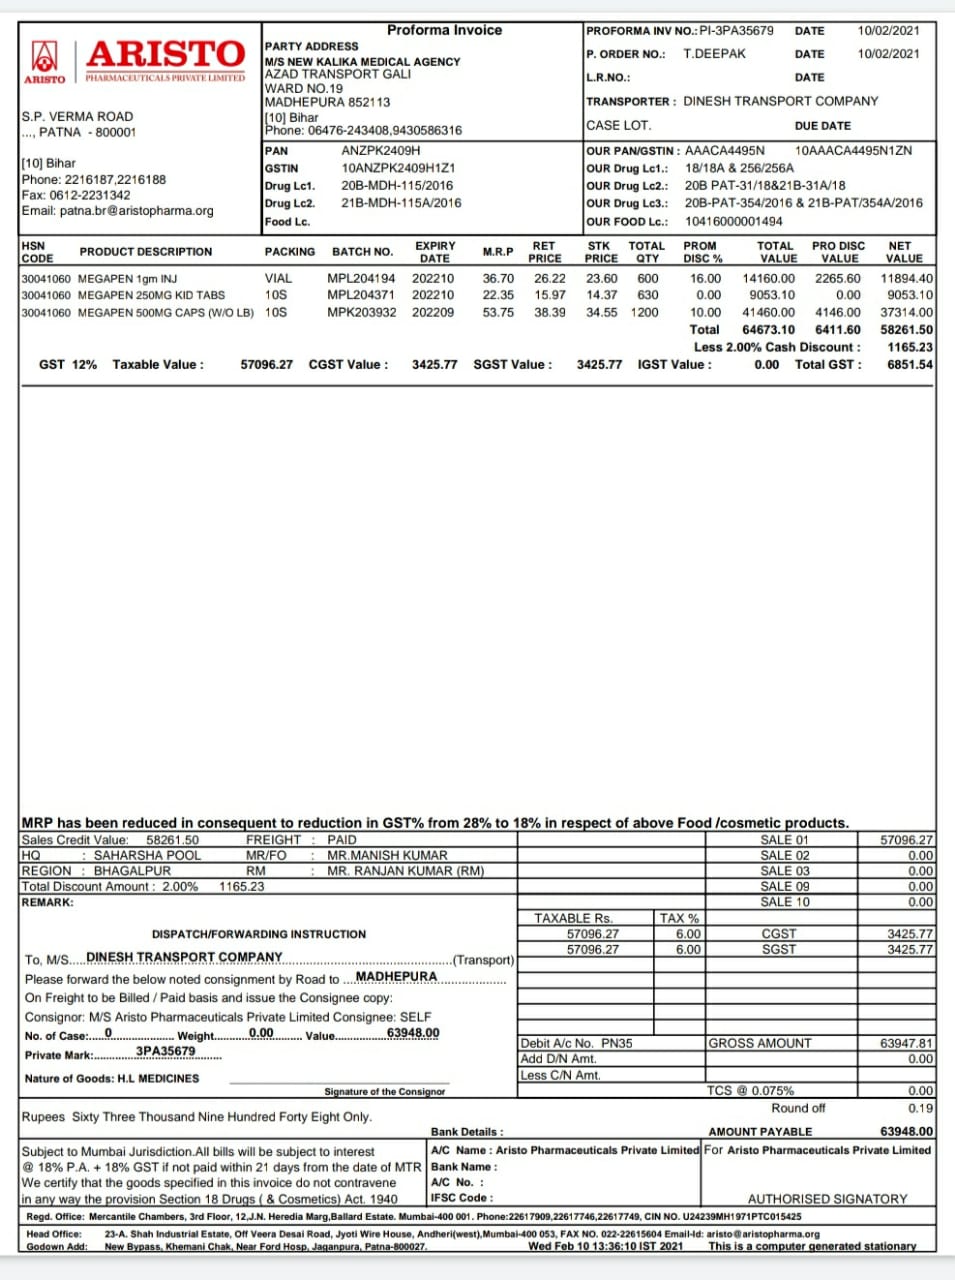 Proforma Invoice
ARISTO
ARISTO
PHARMACEUTICALS PRIVATE LIMITED
S.P. VERMA ROAD
..., PATNA - 800001
[10] Bihar
Phone: 2216187,2216188
Fax: 0612-2231342
Email: patna.br@aristopharma.org
PARTY ADDRESS
M/S NEW KALIKA MEDICAL AGENCY
AZAD TRANSPORT GALI
WARD NO.19
MADHEPURA 852113
[10] Bihar
Phone: 06476-243408,9430586316
PAN ANZPK2409H
GSTIN 10ANZPK2409H1Z1
Drug Lc1. 20B-MDH-115/2016
Drug Lc2. 21B-MDH-115A/2016
Food Lc.
PROFORMA INV NO.: PI-3PA35679 DATE 10/02/2021
P. ORDER NO.: T.DEEPAK DATE 10/02/2021
L.R.NO.: DATE
TRANSPORTER : DINESH TRANSPORT COMPANY
CASE LOT. DUE DATE
OUR PAN/GSTIN : AAACA4495N 10AAACA4495N1ZN
OUR Drug Lc1.: 18/18A & 256/256A
OUR Drug Lc2.: 20B PAT-31/18&21B-31A/18
OUR Drug Lc3.: 20B-PAT-354/2016 & 21B-PAT/354A/2016
OUR FOOD Lc.: 10416000001494
HSN CODE PRODUCT DESCRIPTION PACKING BATCH NO. EXPIRY DATE M.R.P RET PRICE STK PRICE TOTAL QTY PROM DISC % TOTAL VALUE PRO DISC VALUE NET VALUE
30041060 MEGAPEN 1gm INJ VIAL MPL204194 202210 36.70 26.22 23.60 600 16.00 14160.00 2265.60 11894.40
30041060 MEGAPEN 250MG KID TABS 10S MPL204371 202210 22.35 15.97 14.37 630 0.00 9053.10 0.00 9053.10
30041060 MEGAPEN 500MG CAPS (W/O LB) 10S MPK203932 202209 53.75 38.39 34.55 1200 10.00 41460.00 4146.00 37314.00
Total 64673.10 6411.60 58261.50
Less 2.00% Cash Discount : 1165.23
GST 12% Taxable Value : 57096.27 CGST Value : 3425.77 SGST Value : 3425.77 IGST Value : 0.00 Total GST : 6851.54
MRP has been reduced in consequent to reduction in GST% from 28% to 18% in respect of above Food /cosmetic products.
Sales Credit Value: 58261.50 FREIGHT : PAID
HQ : SAHARSHA POOL MR/FO : MR.MANISH KUMAR
REGION : BHAGALPUR RM : MR. RANJAN KUMAR (RM)
Total Discount Amount : 2.00% 1165.23
REMARK:
SALE 01 57096.27
SALE 02 0.00
SALE 03 0.00
SALE 09 0.00
SALE 10 0.00
TAXABLE Rs. TAX %
57096.27 6.00 CGST 3425.77
57096.27 6.00 SGST 3425.77
DISPATCH/FORWARDING INSTRUCTION
To, M/S.... DINESH TRANSPORT COMPANY ....(Transport)
Please forward the below noted consignment by Road to ... MADHEPURA ....
On Freight to be Billed / Paid basis and issue the Consignee copy:
Consignor: M/S Aristo Pharmaceuticals Private Limited Consignee: SELF
No. of Case:.... 0 .... Weight.... 0.00 .... Value.... 63948.00
Private Mark:.... 3PA35679 ....
Nature of Goods: H.L MEDICINES
Signature of the Consignor
Debit A/c No. PN35 GROSS AMOUNT 63947.81
Add D/N Amt. 0.00
Less C/N Amt.
TCS @ 0.075% 0.00
Round off 0.19
Rupees Sixty Three Thousand Nine Hundred Forty Eight Only.
Bank Details : AMOUNT PAYABLE 63948.00
Subject to Mumbai Jurisdiction.All bills will be subject to interest
@ 18% P.A. + 18% GST if not paid within 21 days from the date of MTR
We certify that the goods specified in this invoice do not contravene
in any way the provision Section 18 Drugs ( & Cosmetics) Act. 1940
A/C Name : Aristo Pharmaceuticals Private Limited
Bank Name :
A/C No. :
IFSC Code :
For Aristo Pharmaceuticals Private Limited
AUTHORISED SIGNATORY
Regd. Office: Mercantile Chambers, 3rd Floor, 12,J.N. Heredia Marg,Ballard Estate. Mumbai-400 001. Phone:22617909,22617746,22617749, CIN NO. U24239MH1971PTC015425
Head Office: 23-A. Shah Industrial Estate, Off Veera Desai Road, Jyoti Wire House, Andheri(west),Mumbai-400 053, FAX NO. 022-22615604 Email-Id: aristo@aristopharma.org
Godown Add: New Bypass, Khemani Chak, Near Ford Hosp, Jaganpura, Patna-800027. Wed Feb 10 13:36:10 IST 2021 This is a computer generated stationary